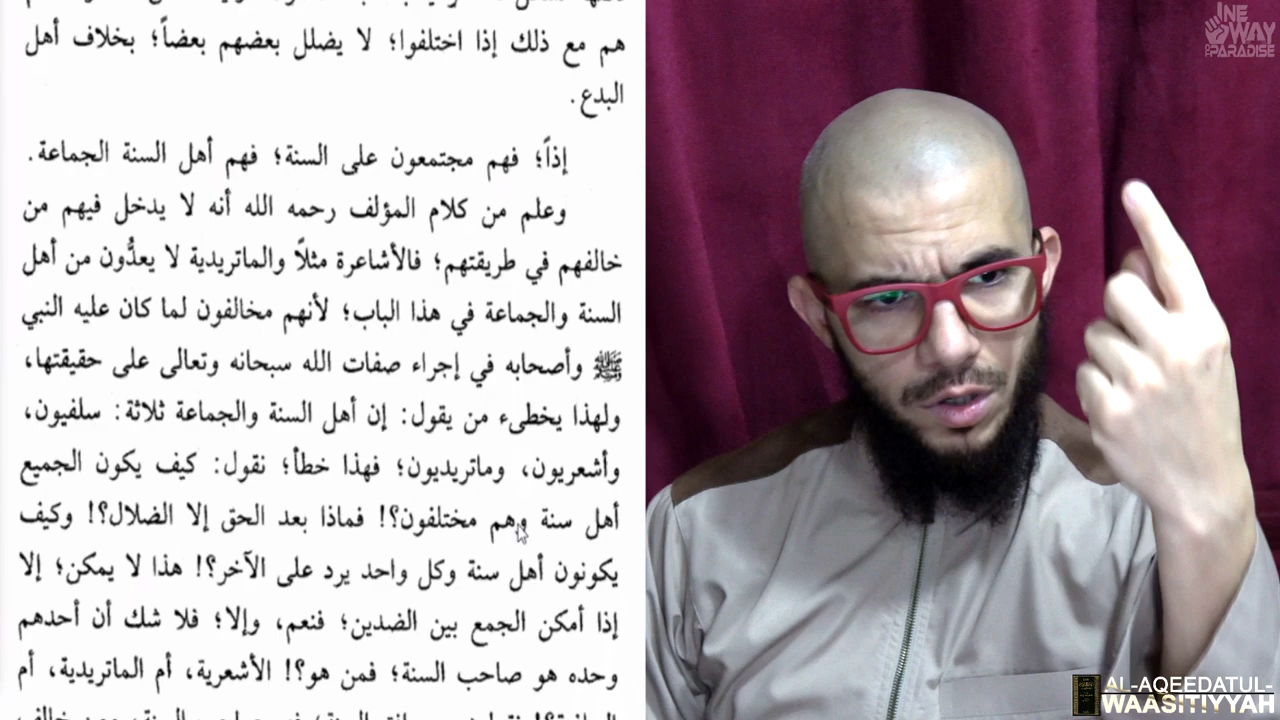 هم مع ذلك إذا اختلفوا؛ لا يضلل بعضهم بعضاً؛ بخلاف أهل
البدع.
إذاً؛ فهم مجتمعون على السنة؛ فهم أهل السنة الجماعة.
وعلم من كلام المؤلف رحمه الله أنه لا يدخل فيهم من
خالفهم في طريقتهم؛ فالأشاعرة مثلاً والماتريدية لا يعدُّون من أهل
السنة والجماعة في هذا الباب؛ لأنهم مخالفون لما كان عليه النبي
ﷺ وأصحابه في إجراء صفات الله سبحانه وتعالى على حقيقتها،
ولهذا يخطىء من يقول: إن أهل السنة والجماعة ثلاثة: سلفيون،
وأشعريون، وماتريديون؛ فهذا خطأ؛ نقول: كيف يكون الجميع
أهل سنة وهم مختلفون؟! فماذا بعد الحق إلا الضلال؟! وكيف
يكونون أهل سنة وكل واحد يرد على الآخر؟! هذا لا يمكن؛ إلا
إذا أمكن الجمع بين الضدين؛ فنعم، وإلا؛ فلا شك أن أحدهم
وحده هو صاحب السنة؛ فمن هو؟! الأشعرية، أم الماتريدية، أم
ONE
WAY
TO PARADISE
AL-AQEEDATUL-
WAASITIYYAH